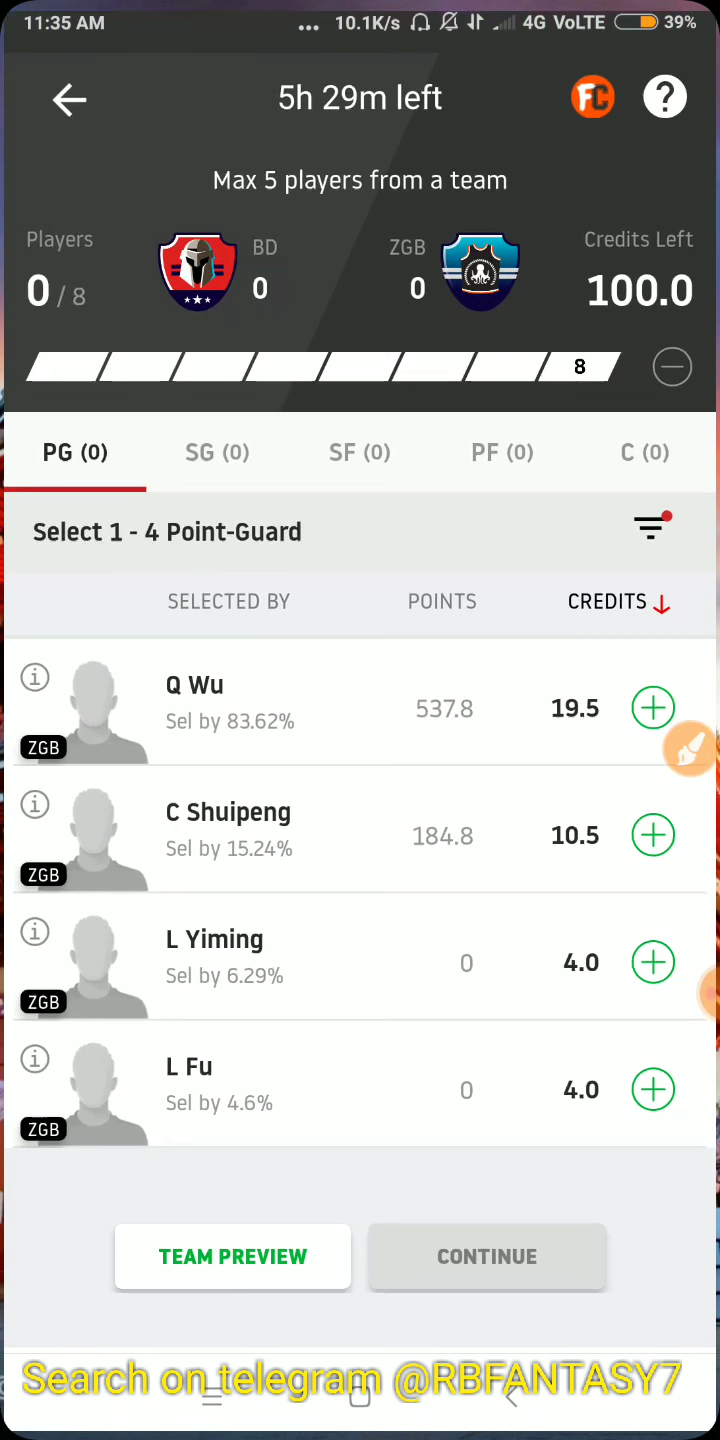 11:35 AM ... 10.1K/s 4G VoLTE 39%
5h 29m left FC ?
Max 5 players from a team
Players BD ZGB Credits Left
0 / 8 0 0 100.0
8
PG (0) SG (0) SF (0) PF (0) C (0)
Select 1 - 4 Point-Guard
SELECTED BY POINTS CREDITS
Q Wu
Sel by 83.62% 537.8 19.5
ZGB
C Shuipeng
Sel by 15.24% 184.8 10.5
ZGB
L Yiming
Sel by 6.29% 0 4.0
ZGB
L Fu
Sel by 4.6% 0 4.0
ZGB
TEAM PREVIEW CONTINUE
Search on telegram @RBFANTASY7